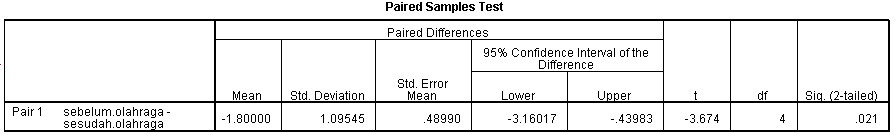 Paired Samples Test
Paired Differences
95% Confidence Interval of the
Difference
Mean Std. Deviation Std. Error
Mean Lower Upper t df Sig. (2-tailed)
Pair 1 sebelum.olahraga -
sesudah.olahraga -1.80000 1.09545 .48990 -3.16017 -.43983 -3.674 4 .021